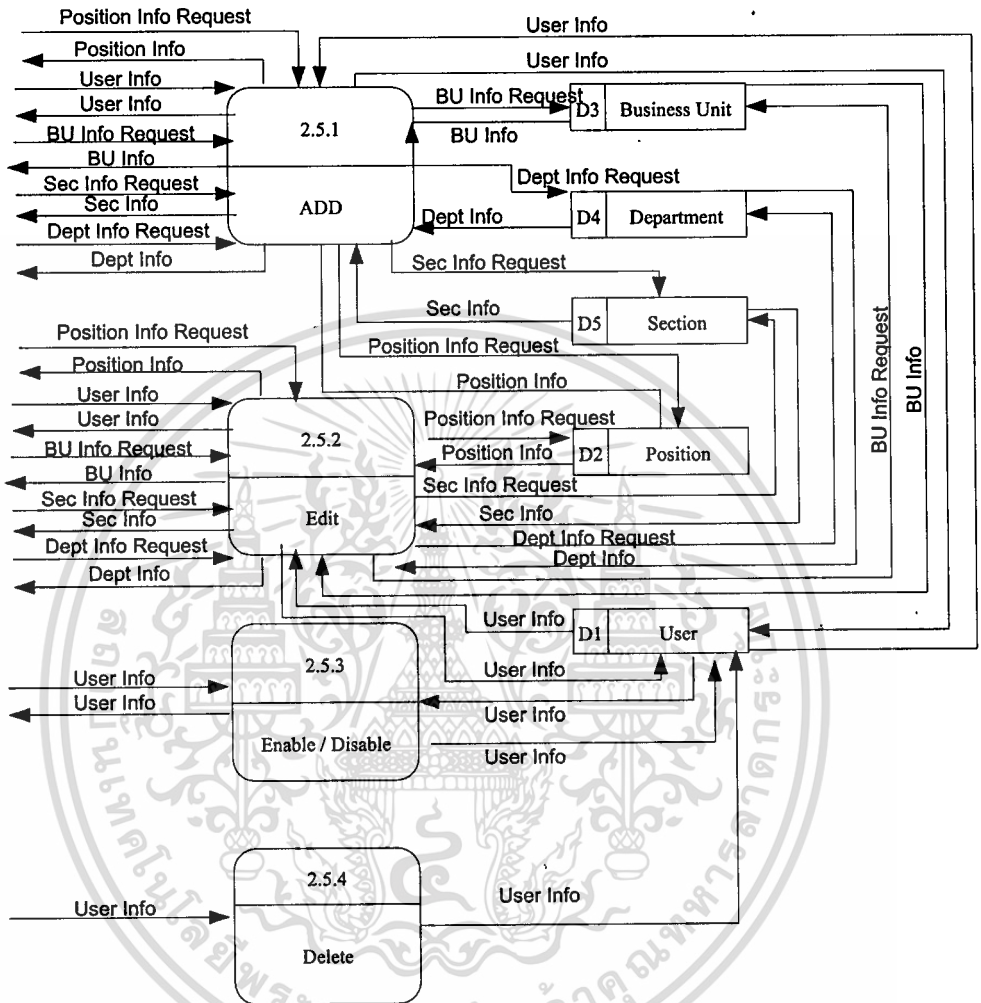 Position Info Request
Position Info
User Info
User Info
BU Info Request
BU Info
Sec Info Request
Sec Info
Dept Info Request
Dept Info
2.5.1
ADD
User Info
User Info
BU Info Request
BU Info
D3 Business Unit
Dept Info Request
Dept Info
D4 Department
Sec Info Request
Sec Info
D5 Section
Position Info Request
Position Info
BU Info Request
BU Info
Position Info Request
Position Info
User Info
User Info
BU Info Request
BU Info
Sec Info Request
Sec Info
Dept Info Request
Dept Info
2.5.2
Edit
Position Info Request
Position Info
D2 Position
Sec Info Request
Sec Info
Dept Info Request
Dept Info
User Info
D1 User
User Info
User Info
User Info
User Info
User Info
2.5.3
Enable / Disable
User Info
2.5.4
Delete
User Info